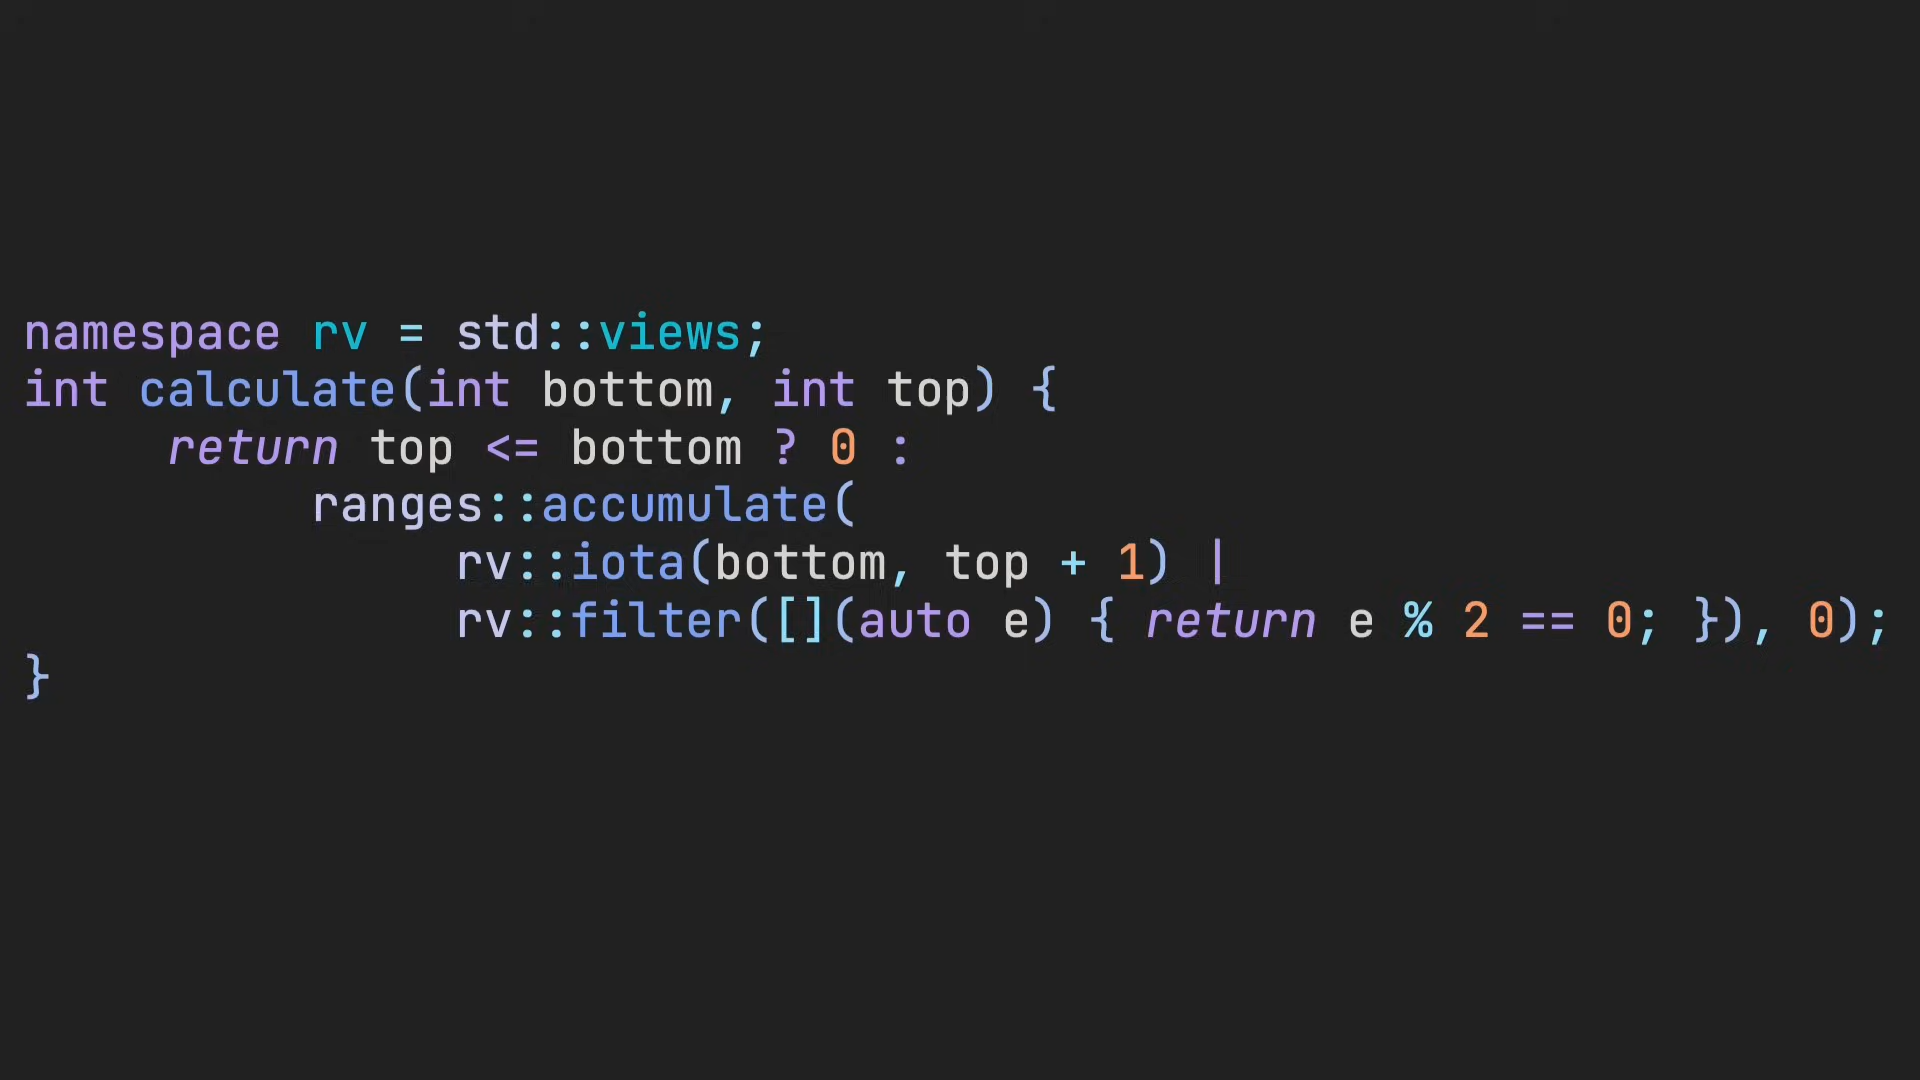 namespace rv = std::views;
int calculate(int bottom, int top) {
     return top <= bottom ? 0 :
          ranges::accumulate(
               rv::iota(bottom, top + 1) |
               rv::filter([](auto e) { return e % 2 == 0; }), 0);
}